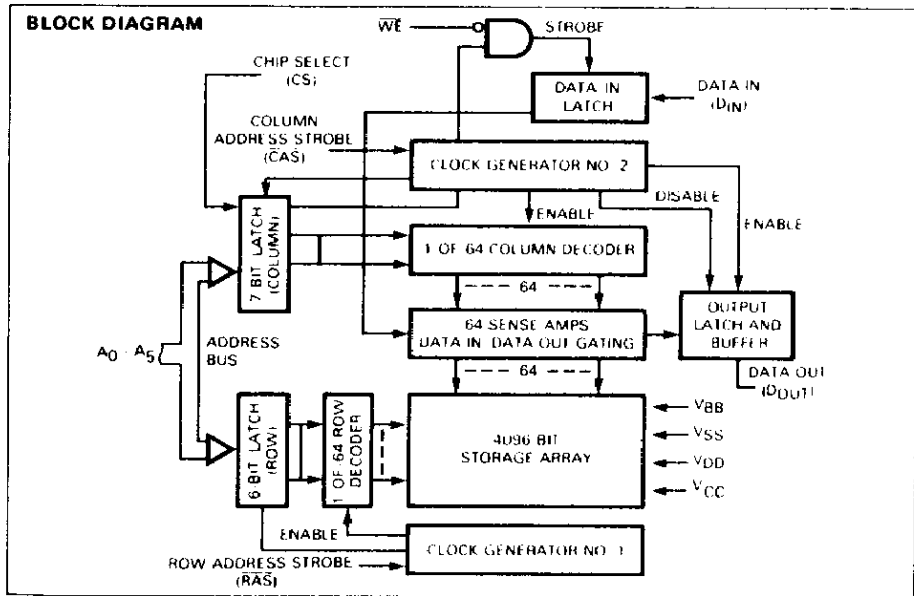 BLOCK DIAGRAM
WE
STROBE
CHIP SELECT
(CS)
DATA IN
LATCH
DATA IN
(DIN)
COLUMN
ADDRESS STROBE
(CAS)
CLOCK GENERATOR NO. 2
DISABLE
ENABLE
ENABLE
7 BIT LATCH
(COLUMN)
1 OF 64 COLUMN DECODER
64
64 SENSE AMPS
DATA IN DATA OUT GATING
64
OUTPUT
LATCH AND
BUFFER
DATA OUT
(DOUT)
A0 - A5
ADDRESS
BUS
6-BIT LATCH
(ROW)
1 OF 64 ROW
DECODER
4096 BIT
STORAGE ARRAY
VBB
VSS
VDD
VCC
ENABLE
CLOCK GENERATOR NO. 1
ROW ADDRESS STROBE
(RAS)